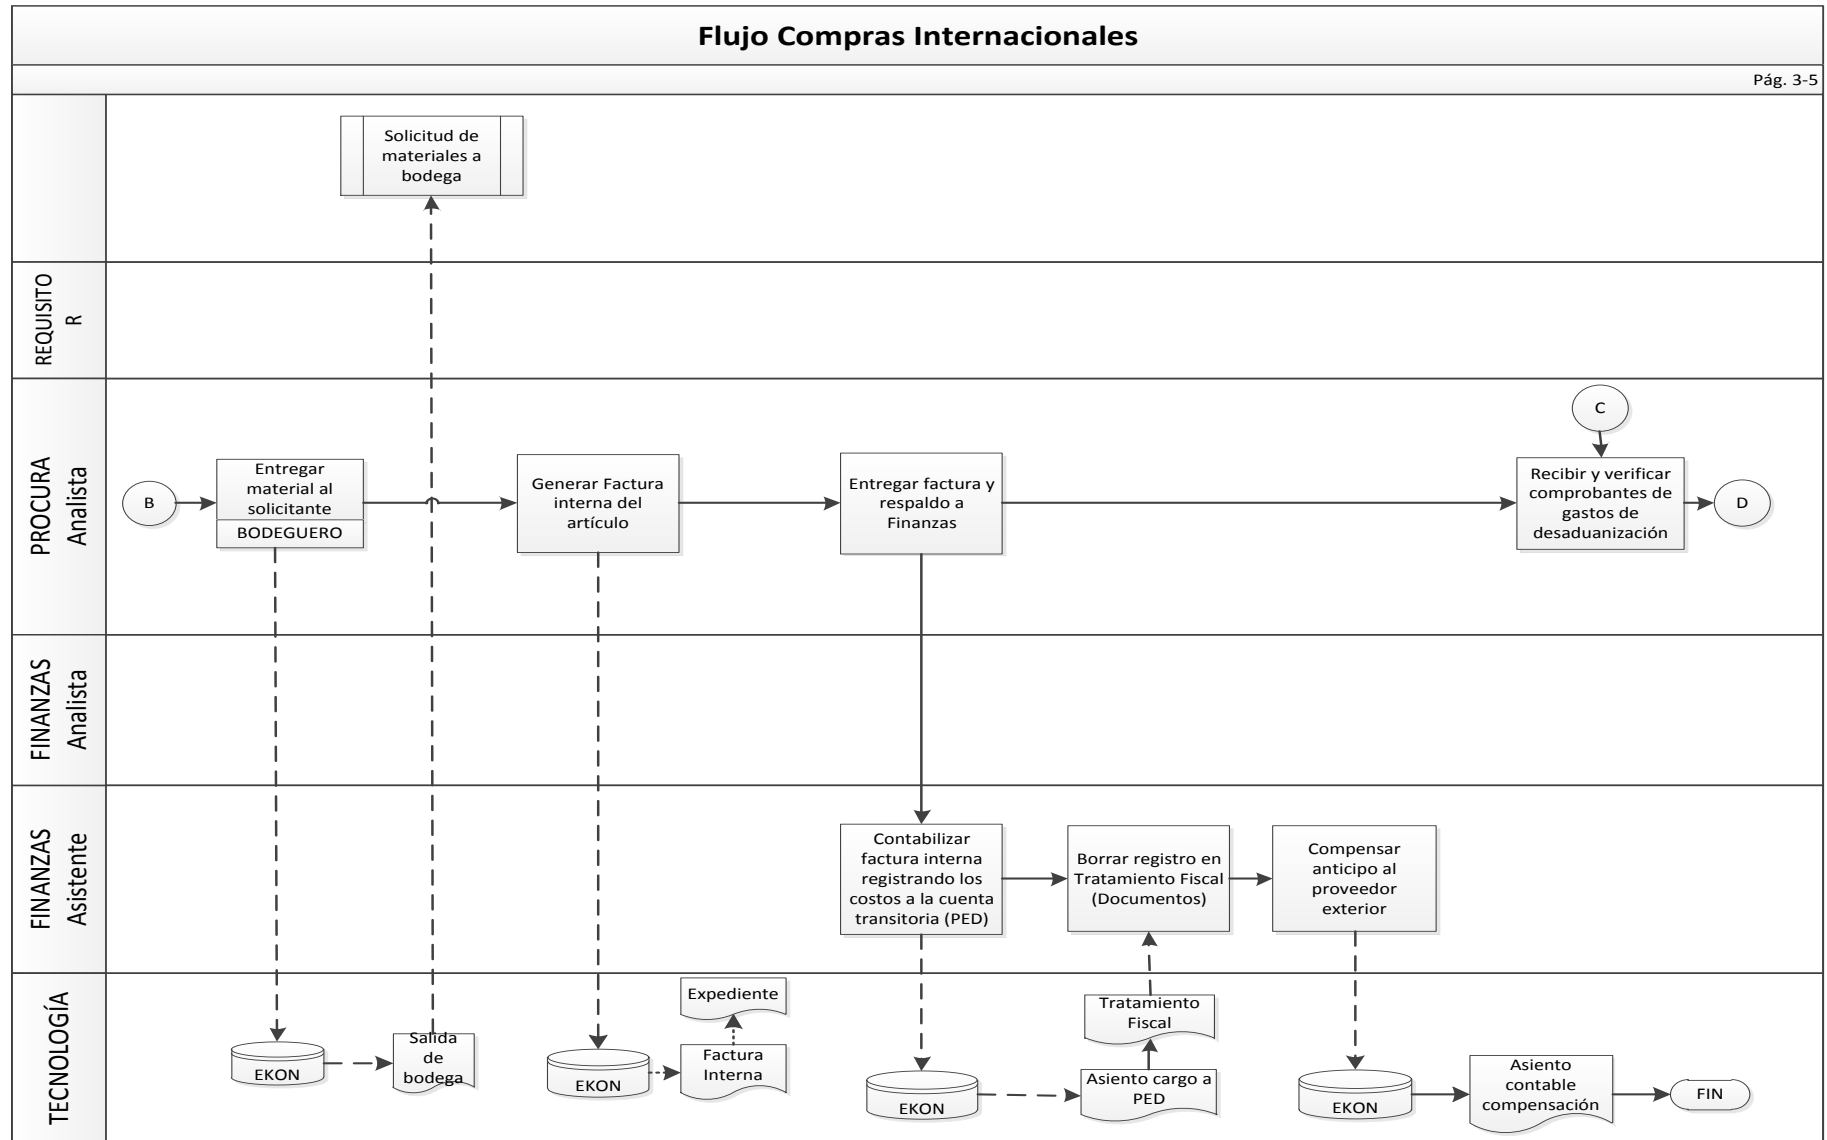 Flujo Compras Internacionales
Pág. 3-5
Solicitud de
materiales a
bodega
REQUISITO
R
PROCURA
Analista
B
Entregar
material al
solicitante
BODEGUERO
Generar Factura
interna del
artículo
Entregar factura y
respaldo a
Finanzas
C
Recibir y verificar
comprobantes de
gastos de
desaduanización
D
FINANZAS
Analista
FINANZAS
Asistente
Contabilizar
factura interna
registrando los
costos a la cuenta
transitoria (PED)
Borrar registro en
Tratamiento Fiscal
(Documentos)
Compensar
anticipo al
proveedor
exterior
TECNOLOGÍA
EKON
Salida
de
bodega
EKON
Expediente
Factura
Interna
EKON
Tratamiento
Fiscal
Asiento cargo a
PED
EKON
Asiento
contable
compensación
FIN